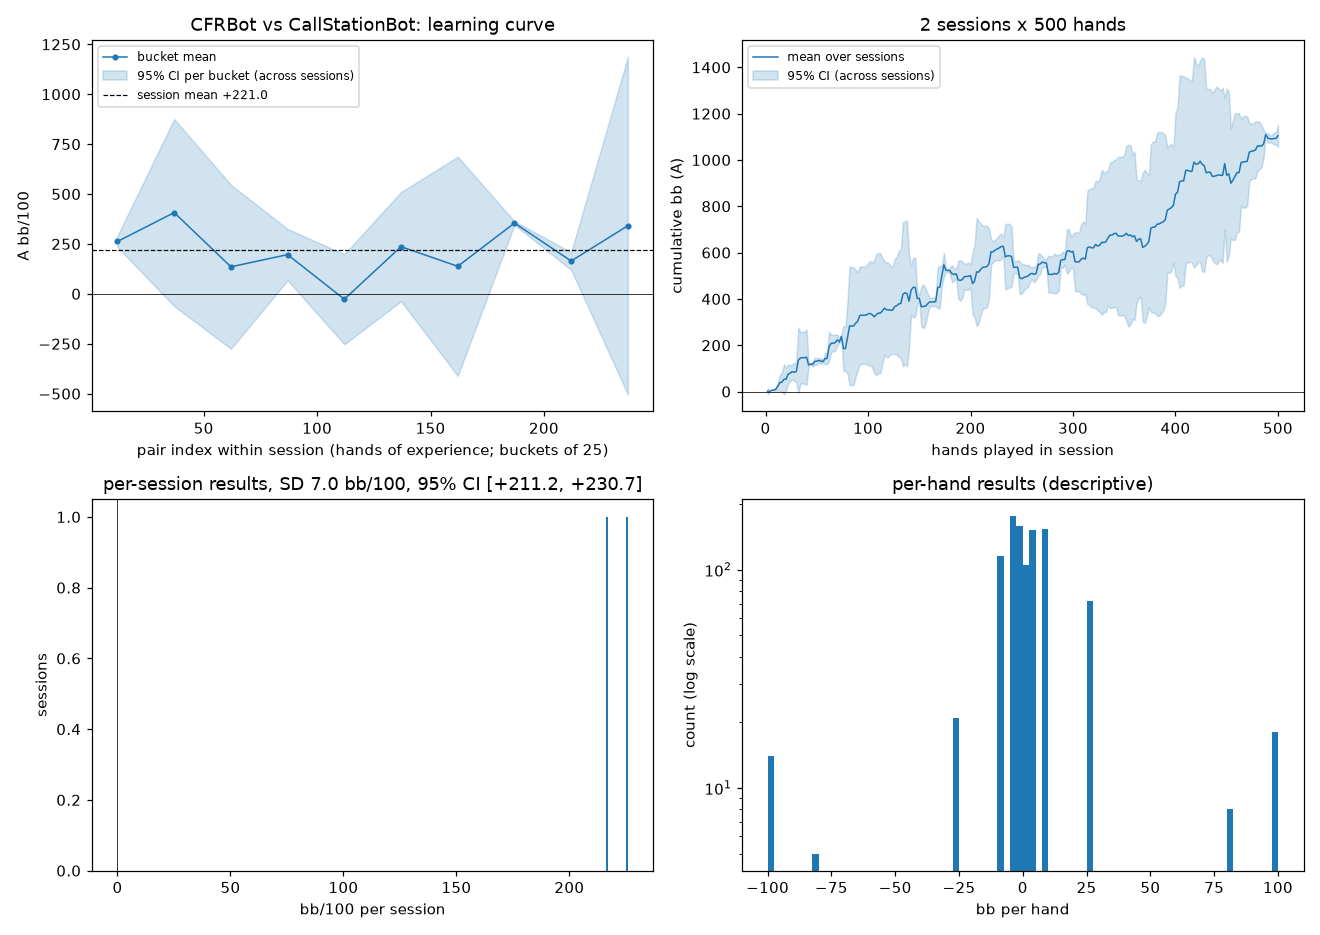 CFRBot vs CallStationBot: learning curve
1250
1000
750
500
250
0
−250
−500
A bb/100
bucket mean
95% CI per bucket (across sessions)
session mean +221.0
50
100
150
200
pair index within session (hands of experience; buckets of 25)
2 sessions x 500 hands
1400
1200
1000
800
600
400
200
0
cumulative bb (A)
mean over sessions
95% CI (across sessions)
0
100
200
300
400
500
hands played in session
per-session results, SD 7.0 bb/100, 95% CI [+211.2, +230.7]
1.0
0.8
0.6
0.4
0.2
0.0
sessions
0
50
100
150
200
bb/100 per session
per-hand results (descriptive)
10²
10¹
count (log scale)
−100
−75
−50
−25
0
25
50
75
100
bb per hand